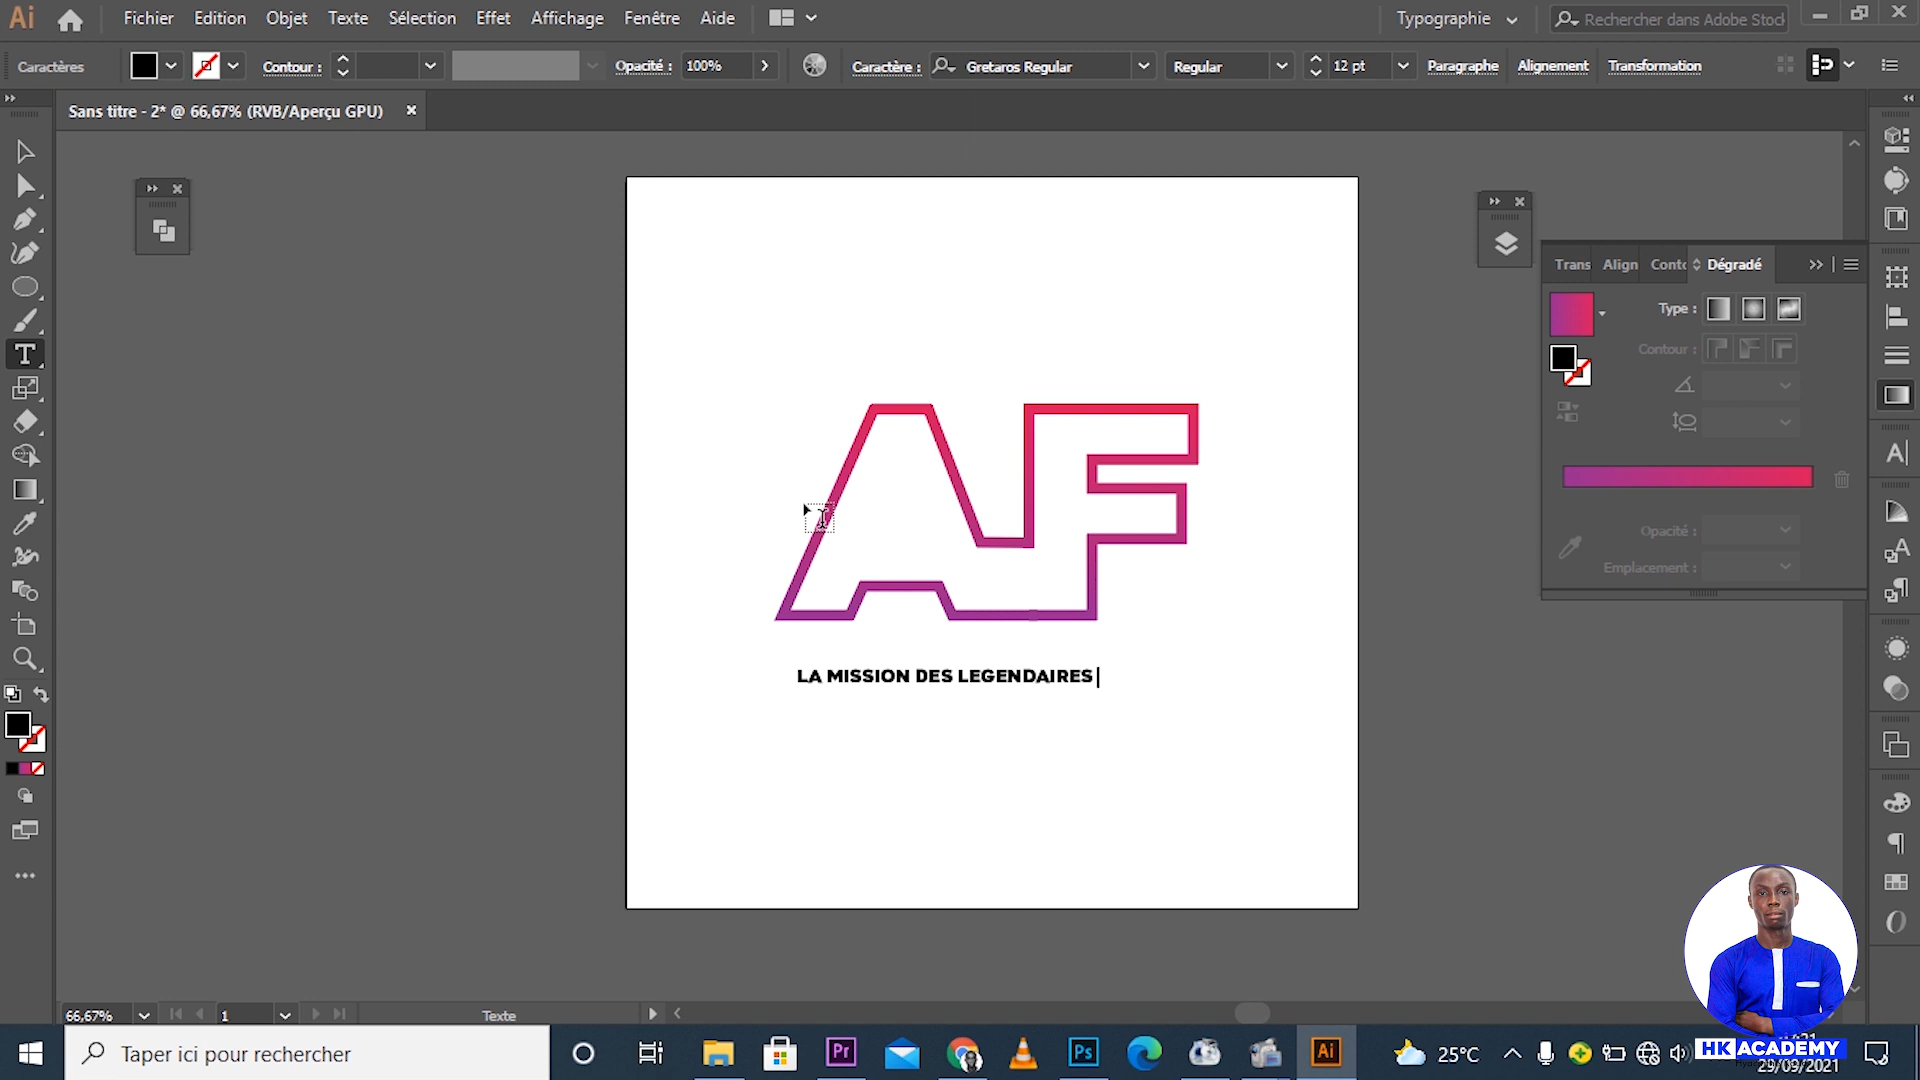 Ai Fichier Edition Objet Texte Sélection Effet Affichage Fenêtre Aide Typographie Rechercher dans Adobe Stock
Caractères Contour : Opacité : 100% Caractère : Gretaros Regular Regular 12 pt Paragraphe Alignement Transformation
Sans titre - 2* @ 66,67% (RVB/Aperçu GPU)
Trans Align Conto Dégradé
Type :
Contour :
Opacité :
Emplacement :
AF
LA MISSION DES LEGENDAIRES
66,67% 1 Texte
Taper ici pour rechercher
Pr Ps Ai
25°C
HK ACADEMY
29/09/2021